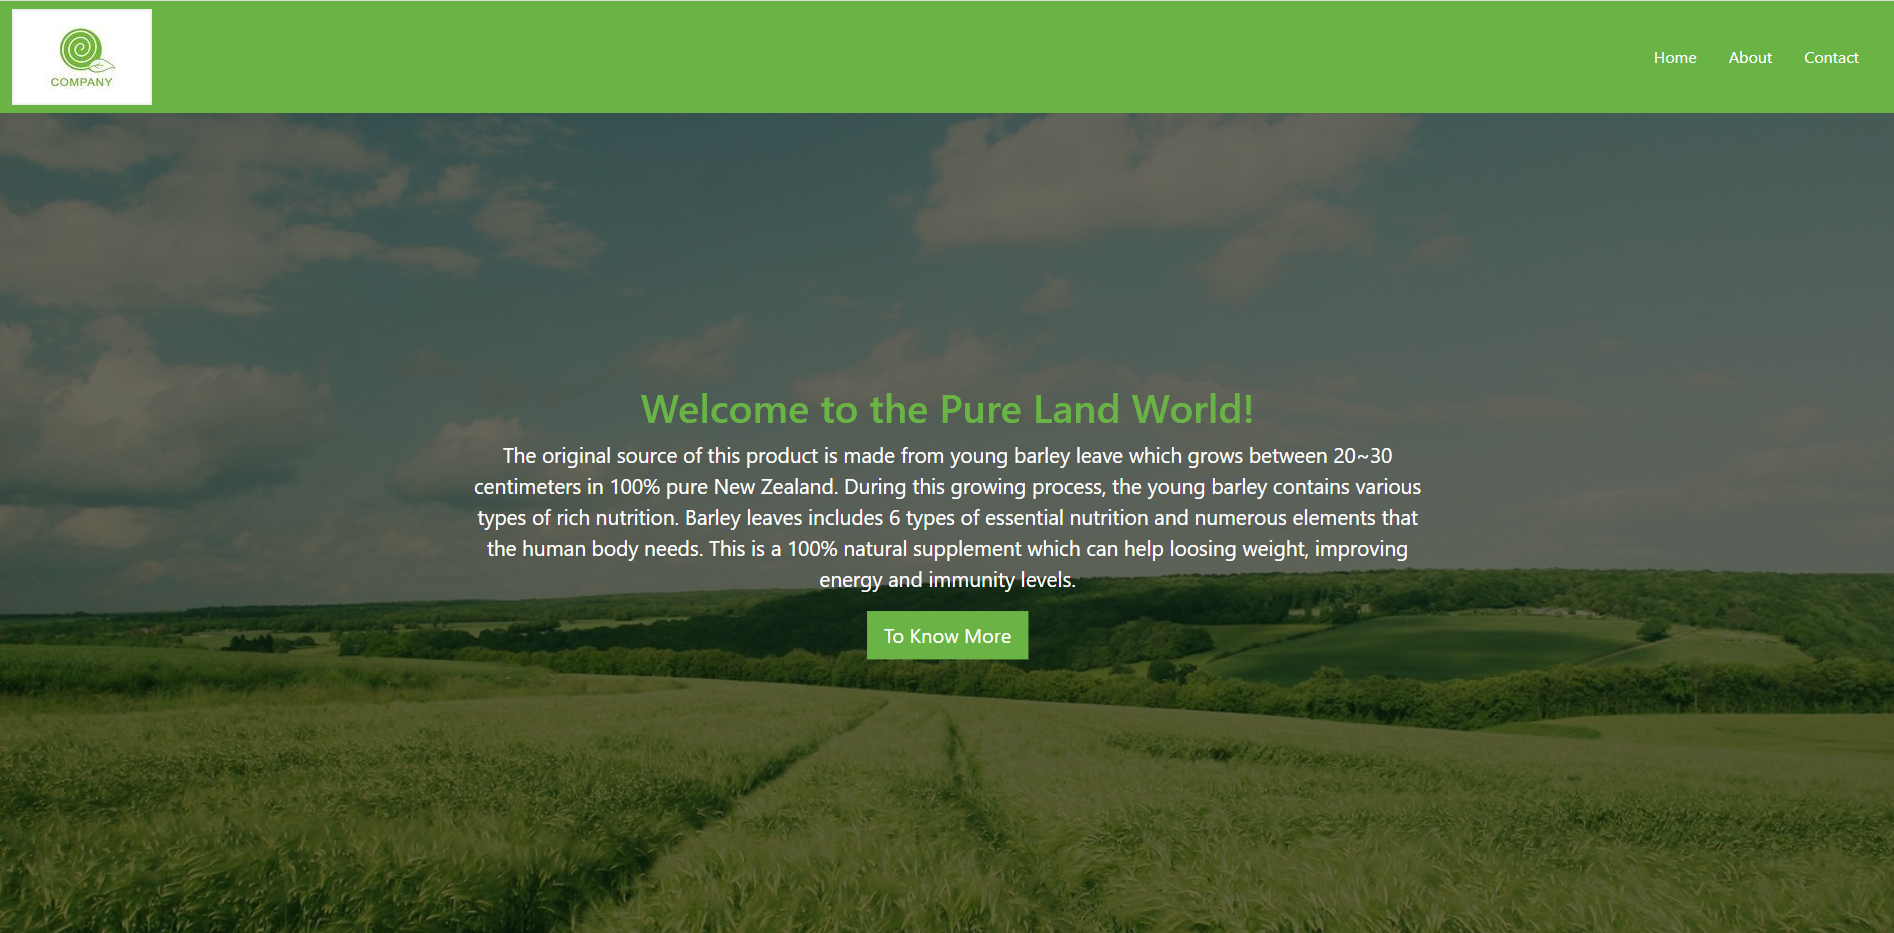 COMPANY
Home
About
Contact
Welcome to the Pure Land World!
The original source of this product is made from young barley leave which grows between 20~30
centimeters in 100% pure New Zealand. During this growing process, the young barley contains various
types of rich nutrition. Barley leaves includes 6 types of essential nutrition and numerous elements that
the human body needs. This is a 100% natural supplement which can help loosing weight, improving
energy and immunity levels.
To Know More